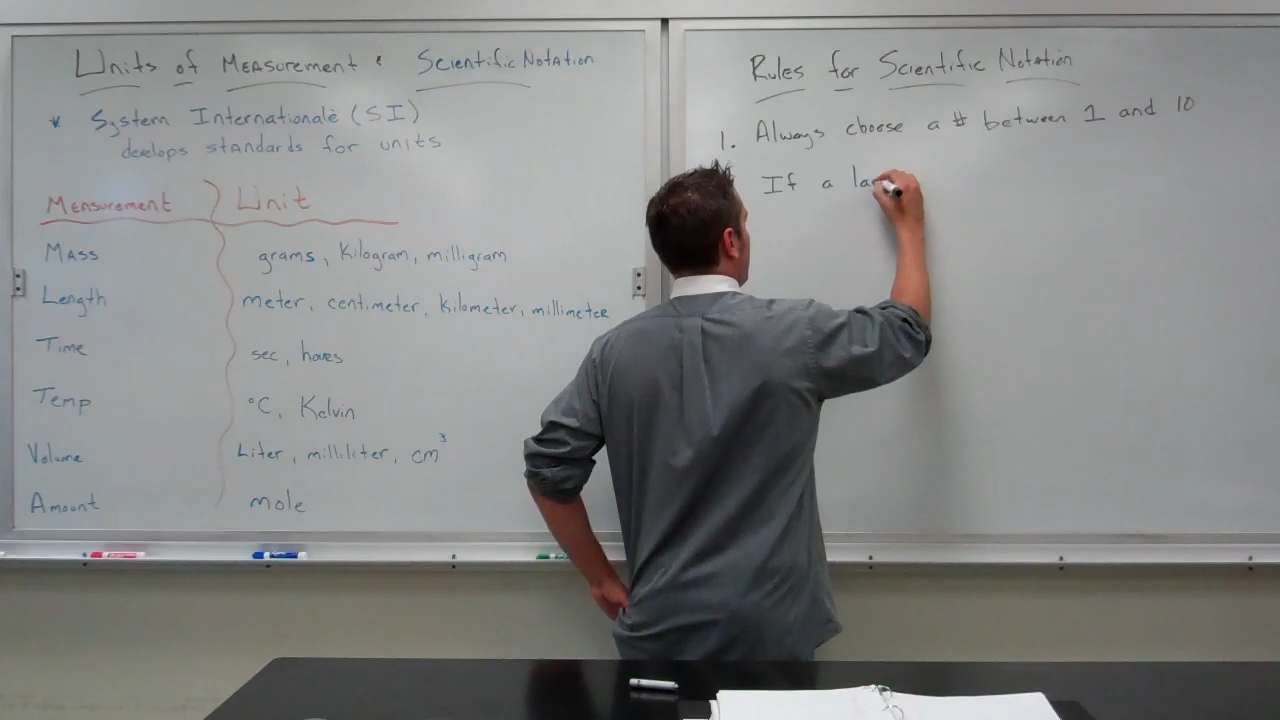 Units of Measurement & Scientific Notation
* System Internationalè (SI)
develops standards for units
Measurement Unit
Mass grams, Kilogram, milligram
Length meter, centimeter, Kilometer, millimeter
Time sec, hours
Temp °C, Kelvin
Volume Liter, milliliter, cm³
Amount mole
Rules for Scientific Notation
1. Always choose a # between 1 and 10
If a la